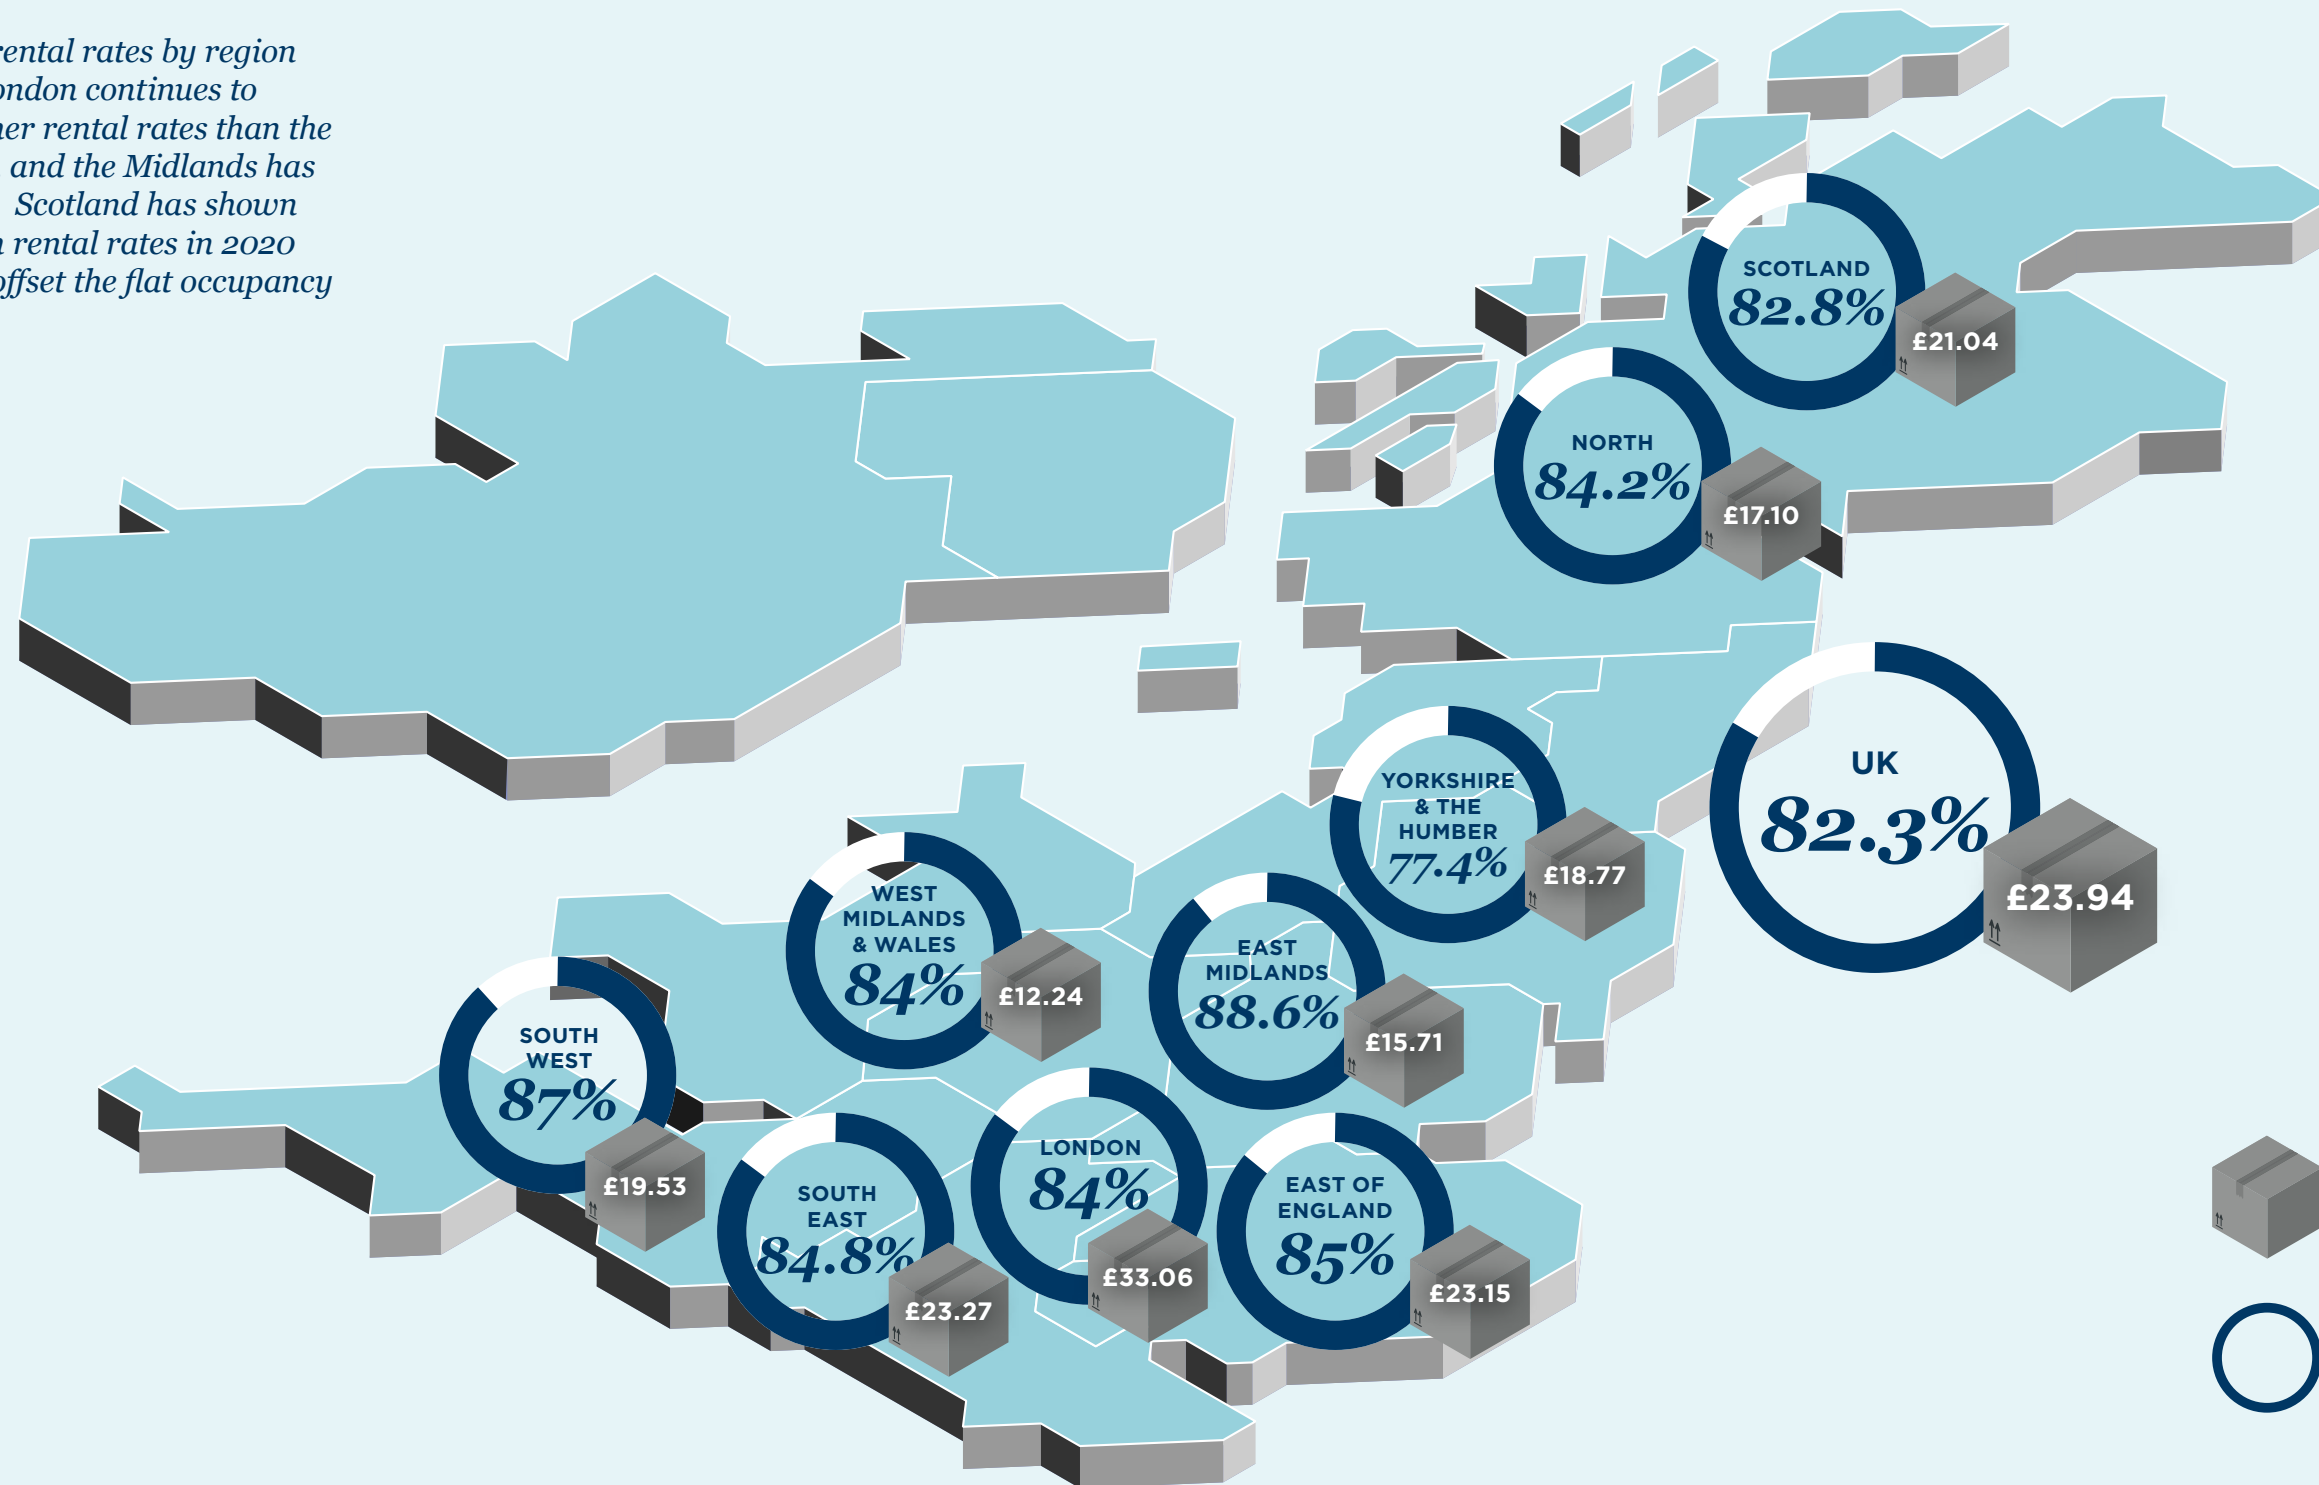 rental rates by region
continues to
rental rates than the
and the Midlands has
Scotland has shown
rental rates in 2020
offset the flat occupancy
SCOTLAND
82.8%
£21.04
NORTH
84.2%
£17.10
UK
82.3%
£23.94
YORKSHIRE
& THE
HUMBER
77.4%
£18.77
WEST
MIDLANDS
& WALES
84%
£12.24
EAST
MIDLANDS
88.6%
£15.71
SOUTH
WEST
87%
£19.53
SOUTH
EAST
84.8%
£23.27
LONDON
84%
£33.06
EAST OF
ENGLAND
85%
£23.15